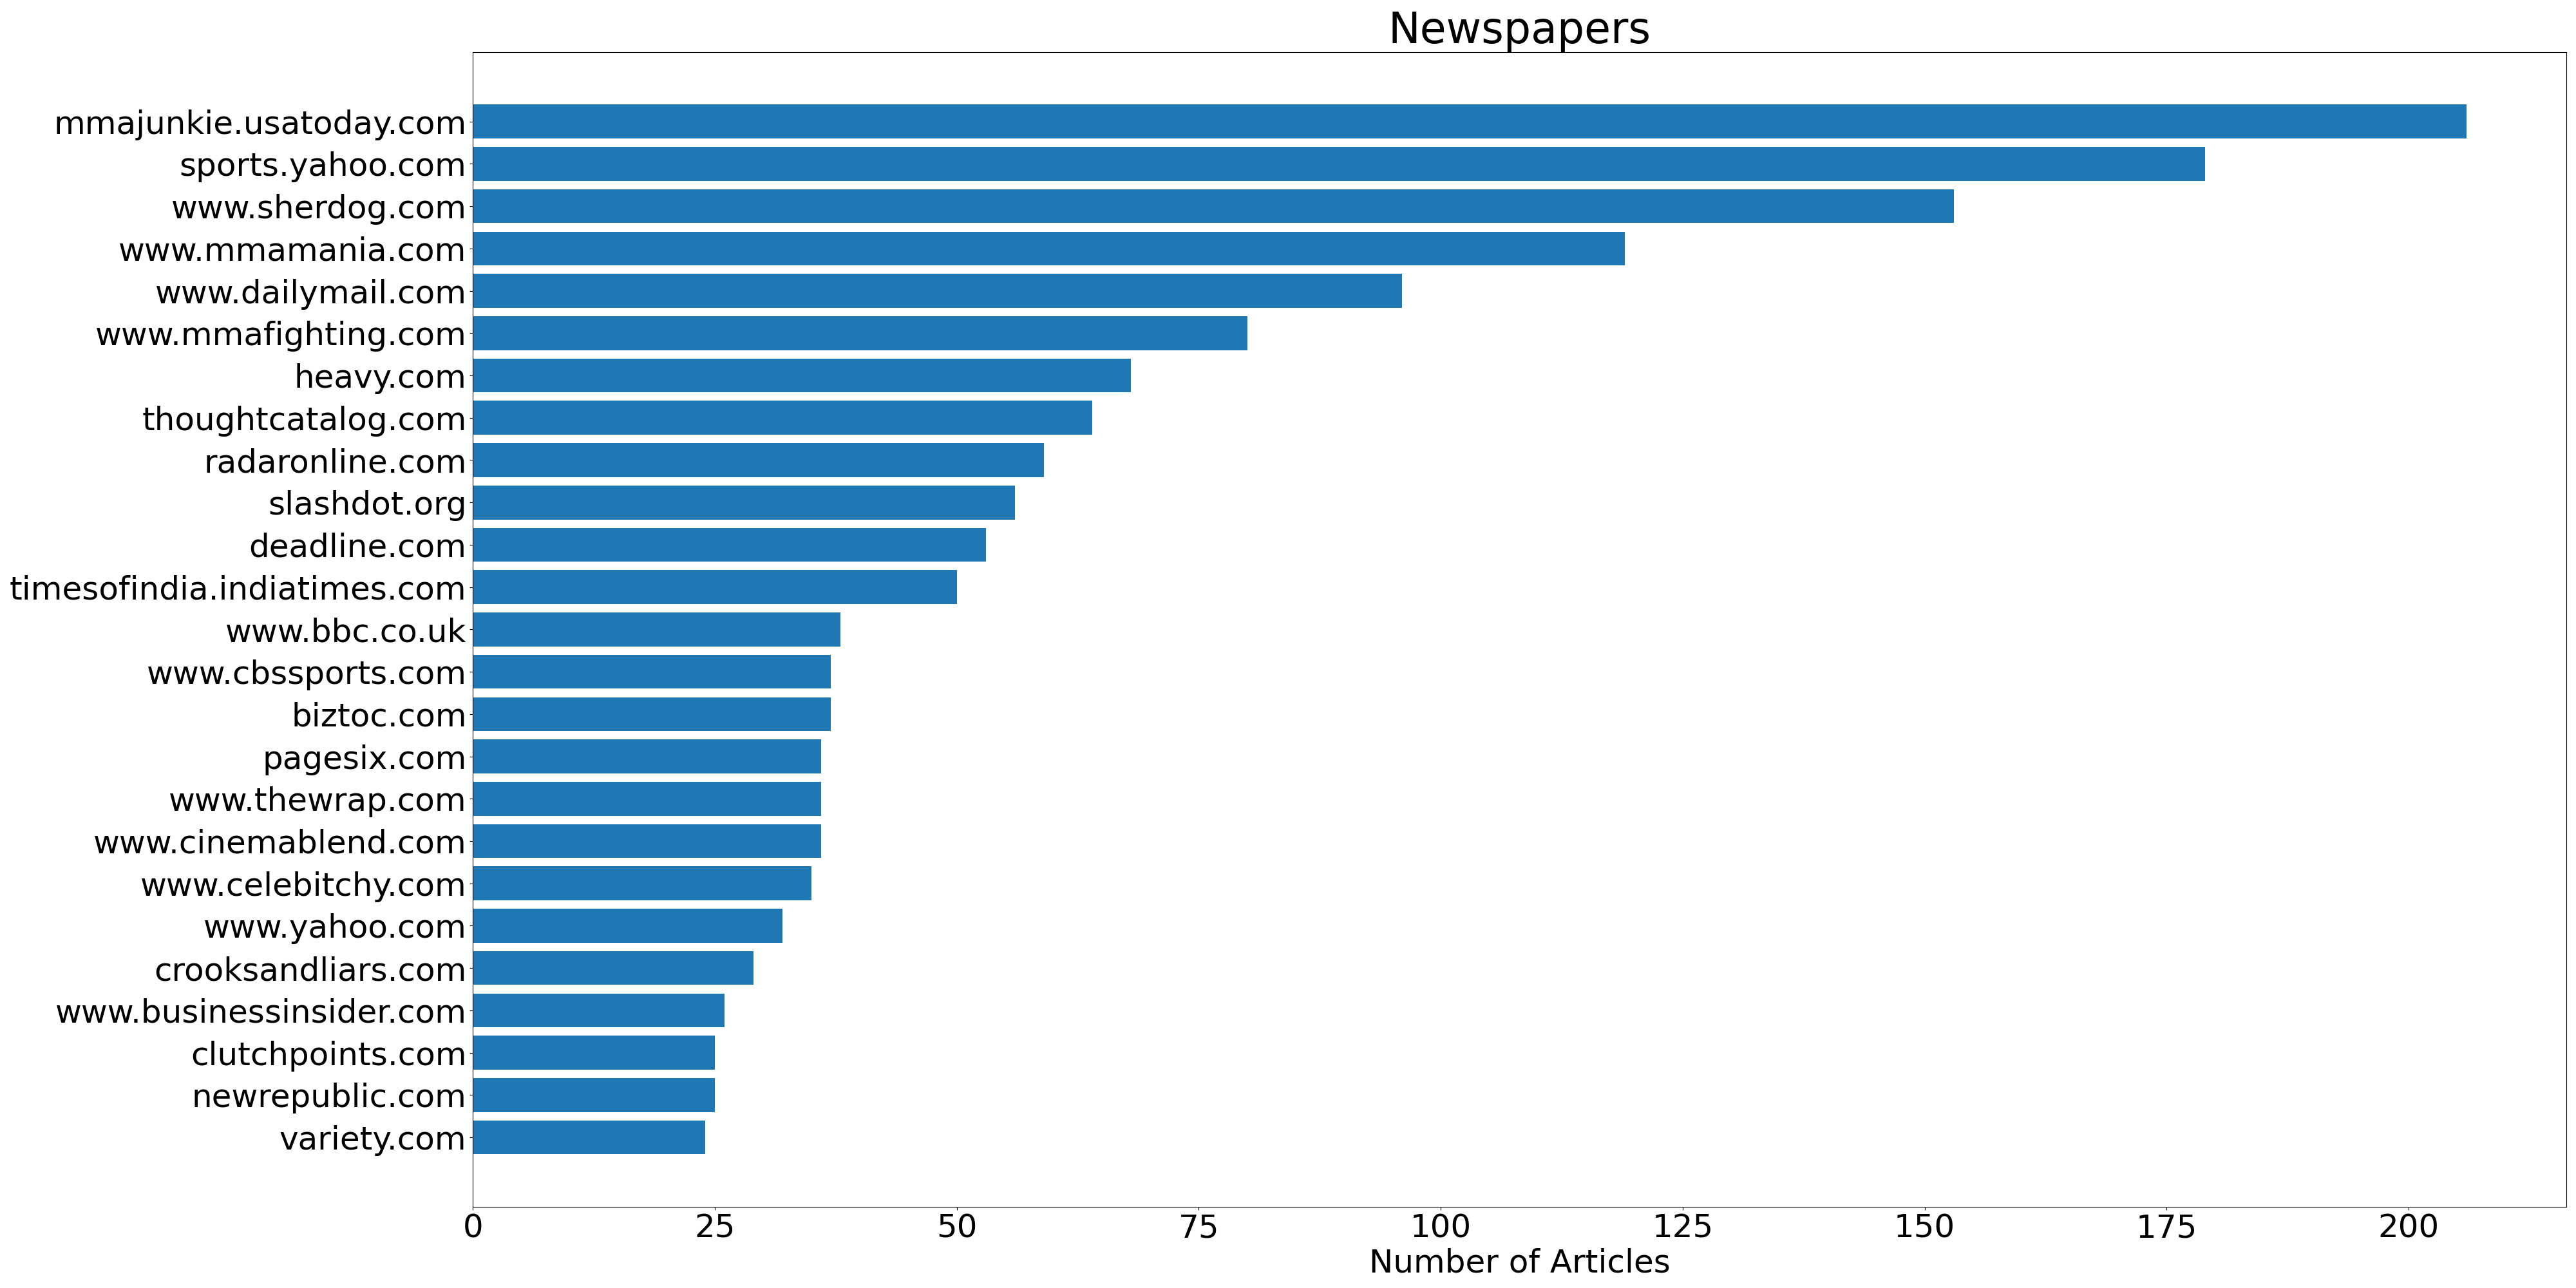 Newspapers
mmajunkie.usatoday.com
sports.yahoo.com
www.sherdog.com
www.mmamania.com
www.dailymail.com
www.mmafighting.com
heavy.com
thoughtcatalog.com
radaronline.com
slashdot.org
deadline.com
timesofindia.indiatimes.com
www.bbc.co.uk
www.cbssports.com
biztoc.com
pagesix.com
www.thewrap.com
www.cinemablend.com
www.celebitchy.com
www.yahoo.com
crooksandliars.com
www.businessinsider.com
clutchpoints.com
newrepublic.com
variety.com
0 25 50 75 100 125 150 175 200
Number of Articles